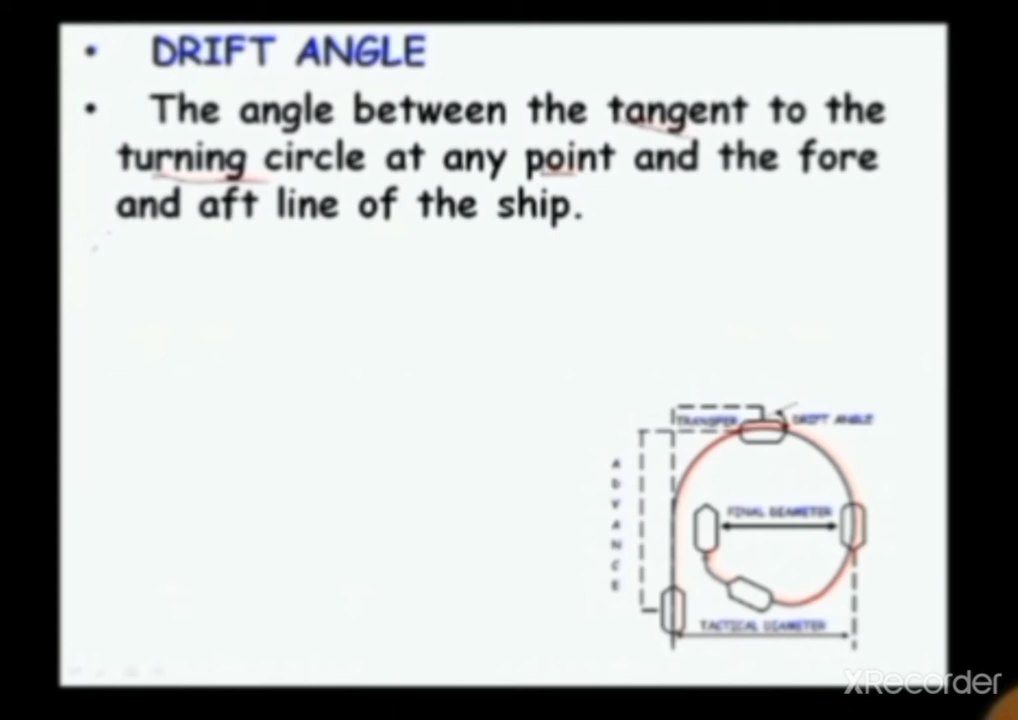 • DRIFT ANGLE
• The angle between the tangent to the
turning circle at any point and the fore
and aft line of the ship.
TRANSFER
DRIFT ANGLE
ADVANCE
FINAL DIAMETER
TACTICAL DIAMETER
XRecorder